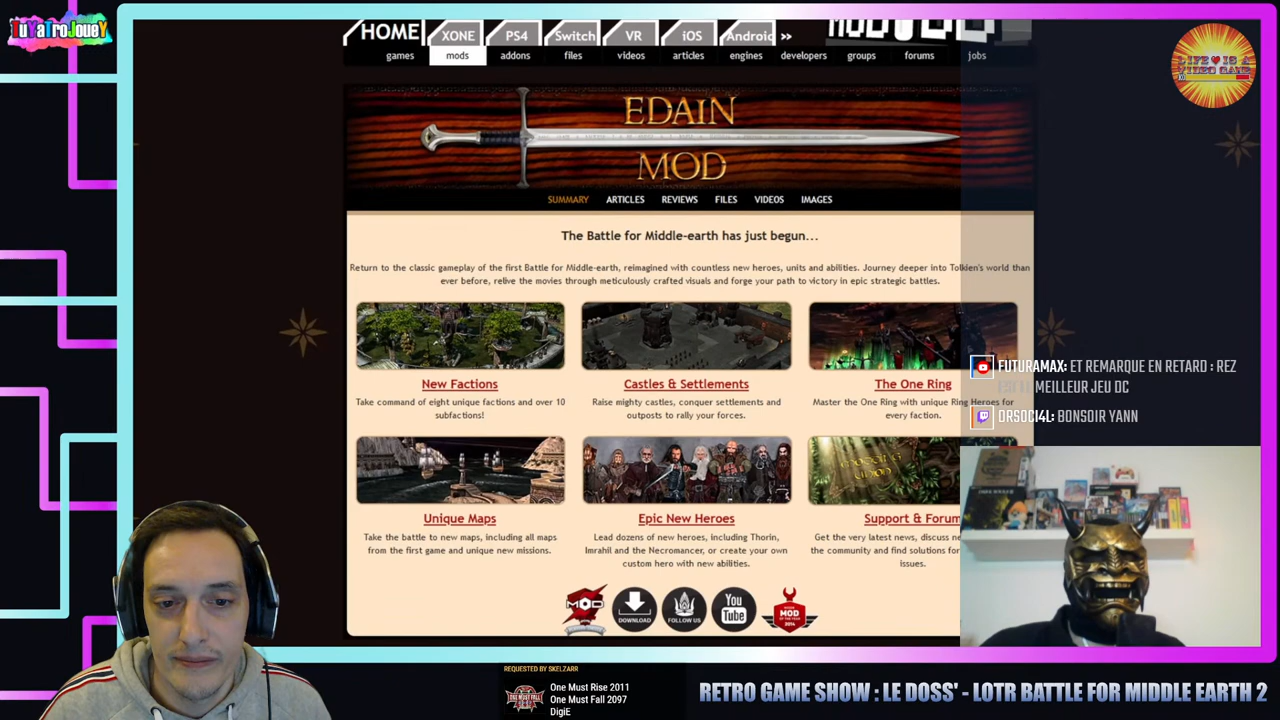 TuYaTroJoueY
HOME
XONE
PS4
Switch
VR
iOS
Android
>>
games
mods
addons
files
videos
articles
engines
developers
groups
forums
jobs
LIFE IS A
VIDEO GAME
EDAIN
MOD
SUMMARY
ARTICLES
REVIEWS
FILES
VIDEOS
IMAGES
The Battle for Middle-earth has just begun...
Return to the classic gameplay of the first Battle for Middle-earth, reimagined with countless new heroes, units and abilities. Journey deeper into Tolkien's world than
ever before, relive the movies through meticulously crafted visuals and forge your path to victory in epic strategic battles.
New Factions
Take command of eight unique factions and over 10
subfactions!
Castles & Settlements
Raise mighty castles, conquer settlements and
outposts to rally your forces.
The One Ring
Master the One Ring with unique Ring Heroes for
every faction.
FUTURAMAX: ET REMARQUE EN RETARD : REZ
EST LE MEILLEUR JEU DC
DRSOCI4L: BONSOIR YANN
Unique Maps
Take the battle to new maps, including all maps
from the first game and unique new missions.
Epic New Heroes
Lead dozens of new heroes, including Thorin,
Imrahil and the Necromancer, or create your own
custom hero with new abilities.
Support & Forum
Get the very latest news, discuss
the community and find solutions for
issues.
MOD
DOWNLOAD
FOLLOW US
You
Tube
MOD
2014
REQUESTED BY SKELZARR
One Must Rise 2011
One Must Fall 2097
DigiE
RETRO GAME SHOW : LE DOSS' - LOTR BATTLE FOR MIDDLE EARTH 2